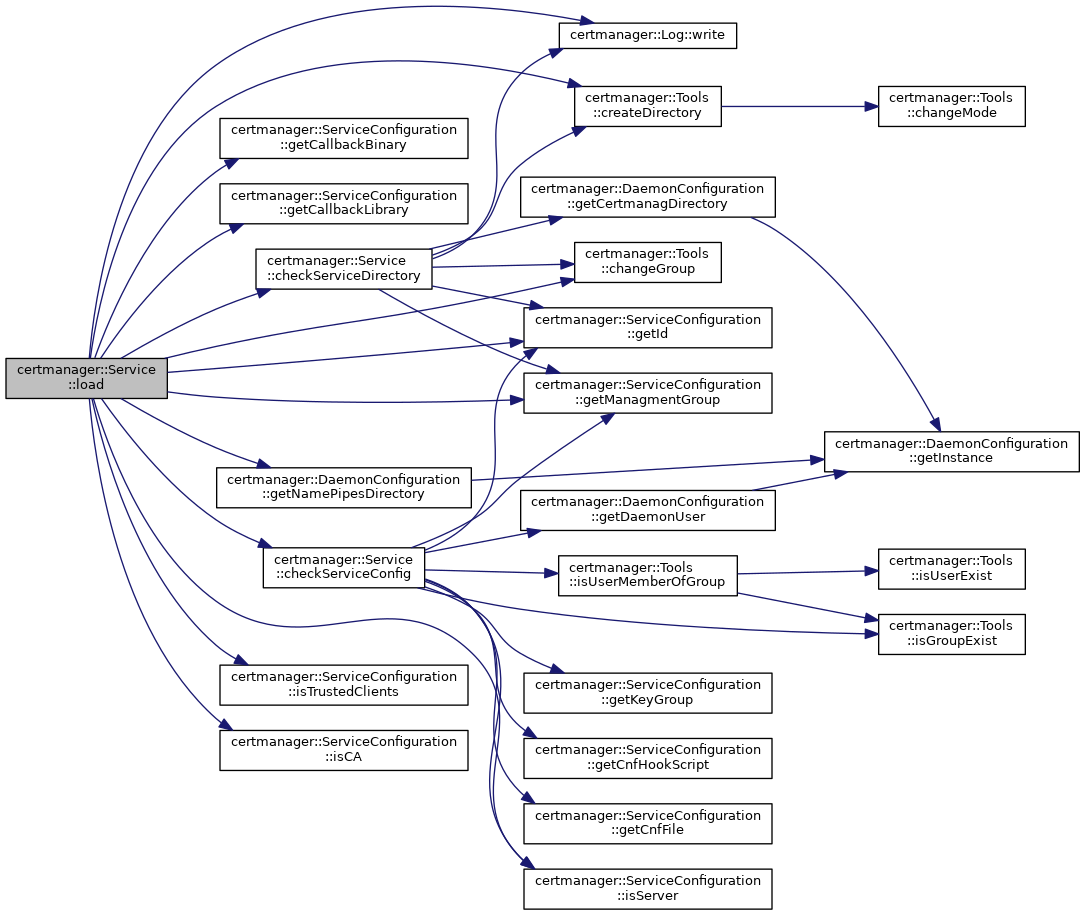 certmanager::Log::write
certmanager::Tools
::createDirectory
certmanager::Tools
::changeMode
certmanager::ServiceConfiguration
::getCallbackBinary
certmanager::ServiceConfiguration
::getCallbackLibrary
certmanager::DaemonConfiguration
::getCertmanagDirectory
certmanager::Service
::checkServiceDirectory
certmanager::Tools
::changeGroup
certmanager::ServiceConfiguration
::getId
certmanager::Service
::load
certmanager::ServiceConfiguration
::getManagmentGroup
certmanager::DaemonConfiguration
::getInstance
certmanager::DaemonConfiguration
::getNamePipesDirectory
certmanager::DaemonConfiguration
::getDaemonUser
certmanager::Service
::checkServiceConfig
certmanager::Tools
::isUserMemberOfGroup
certmanager::Tools
::isUserExist
certmanager::Tools
::isGroupExist
certmanager::ServiceConfiguration
::isTrustedClients
certmanager::ServiceConfiguration
::getKeyGroup
certmanager::ServiceConfiguration
::isCA
certmanager::ServiceConfiguration
::getCnfHookScript
certmanager::ServiceConfiguration
::getCnfFile
certmanager::ServiceConfiguration
::isServer